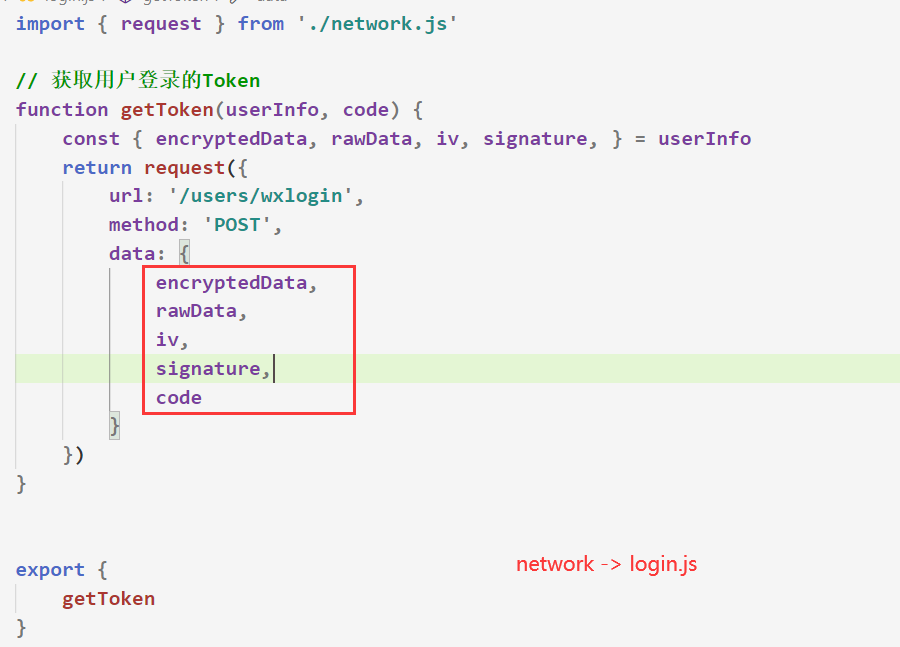 import { request } from './network.js'
// 获取用户登录的Token
function getToken(userInfo, code) {
const { encryptedData, rawData, iv, signature, } = userInfo
return request({
url: '/users/wxlogin',
method: 'POST',
data: {
encryptedData,
rawData,
iv,
signature,
code
}
})
}
network -> login.js
export {
getToken
}